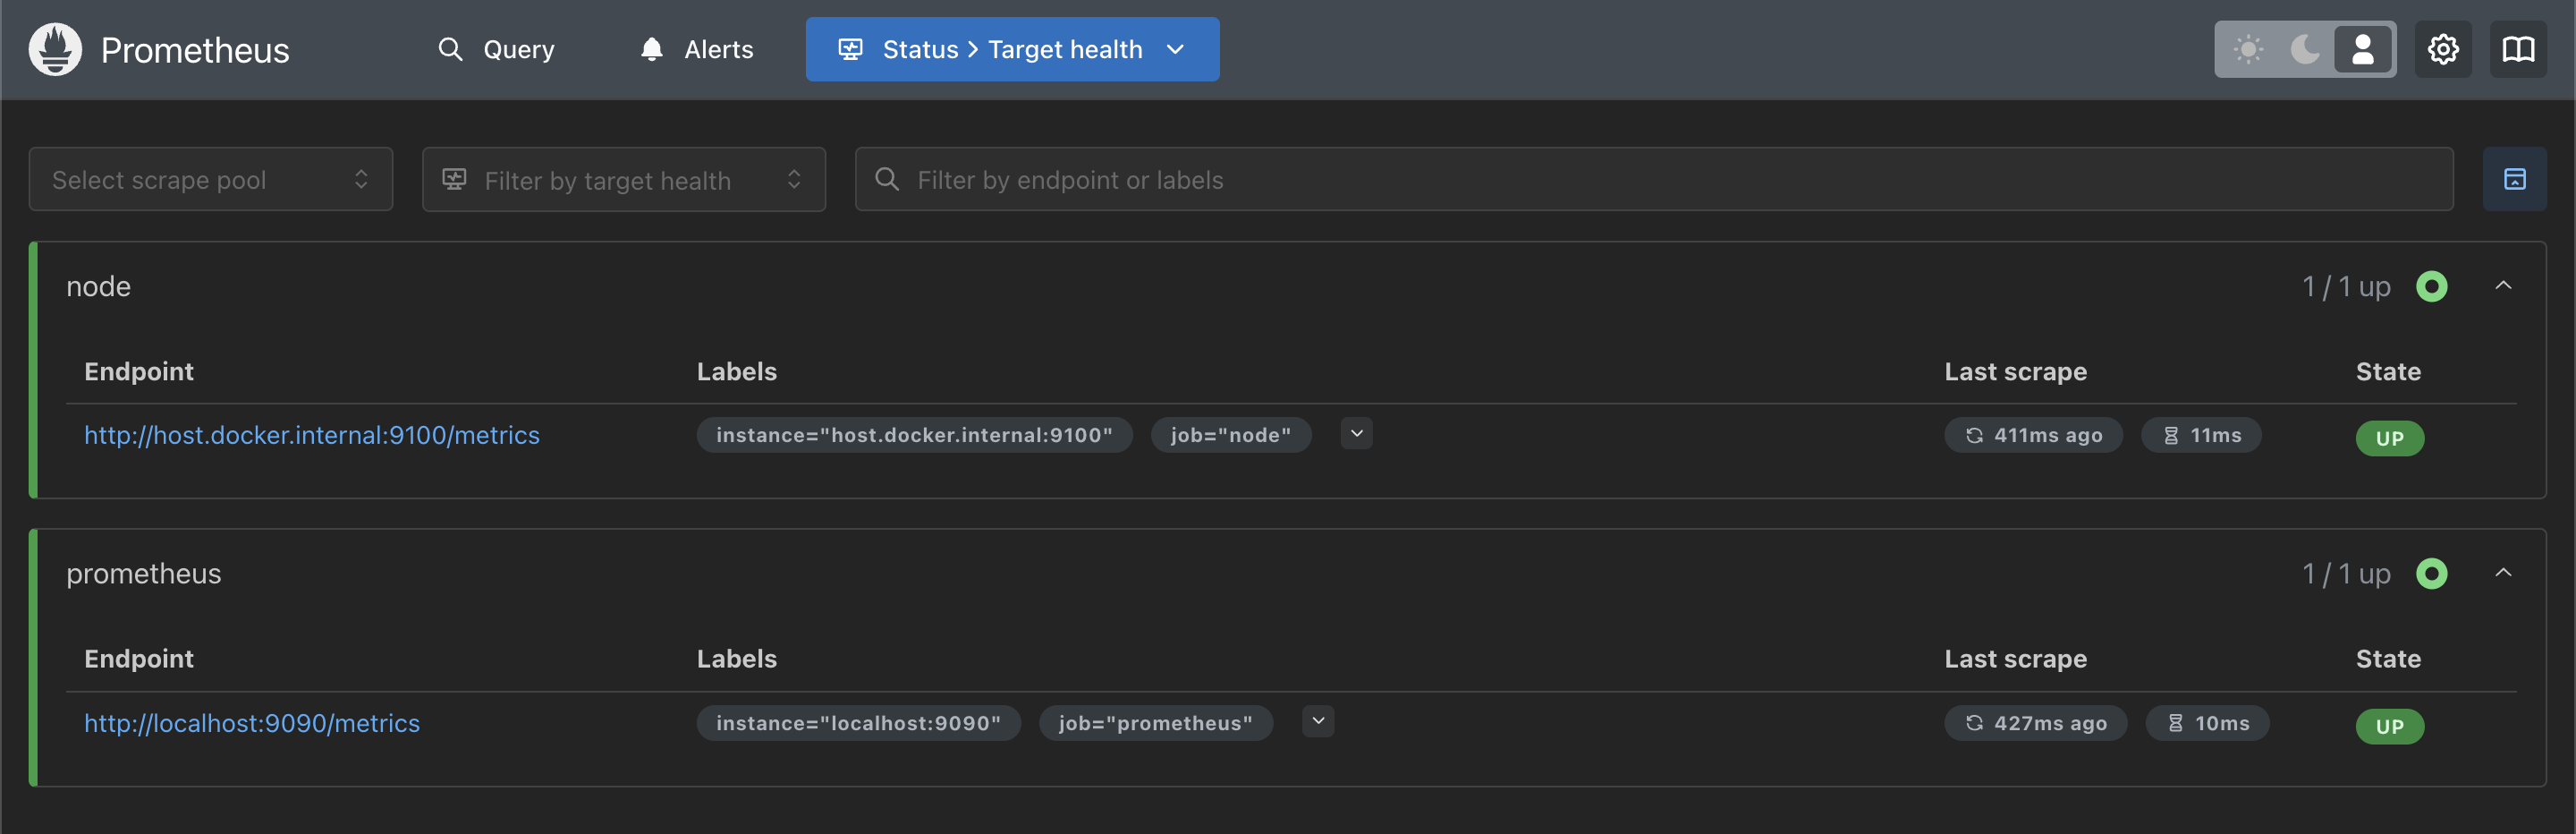 Prometheus Query Alerts Status > Target health
Select scrape pool Filter by target health Filter by endpoint or labels
node 1 / 1 up
Endpoint Labels Last scrape State
http://host.docker.internal:9100/metrics instance="host.docker.internal:9100" job="node" 411ms ago 11ms UP
prometheus 1 / 1 up
Endpoint Labels Last scrape State
http://localhost:9090/metrics instance="localhost:9090" job="prometheus" 427ms ago 10ms UP